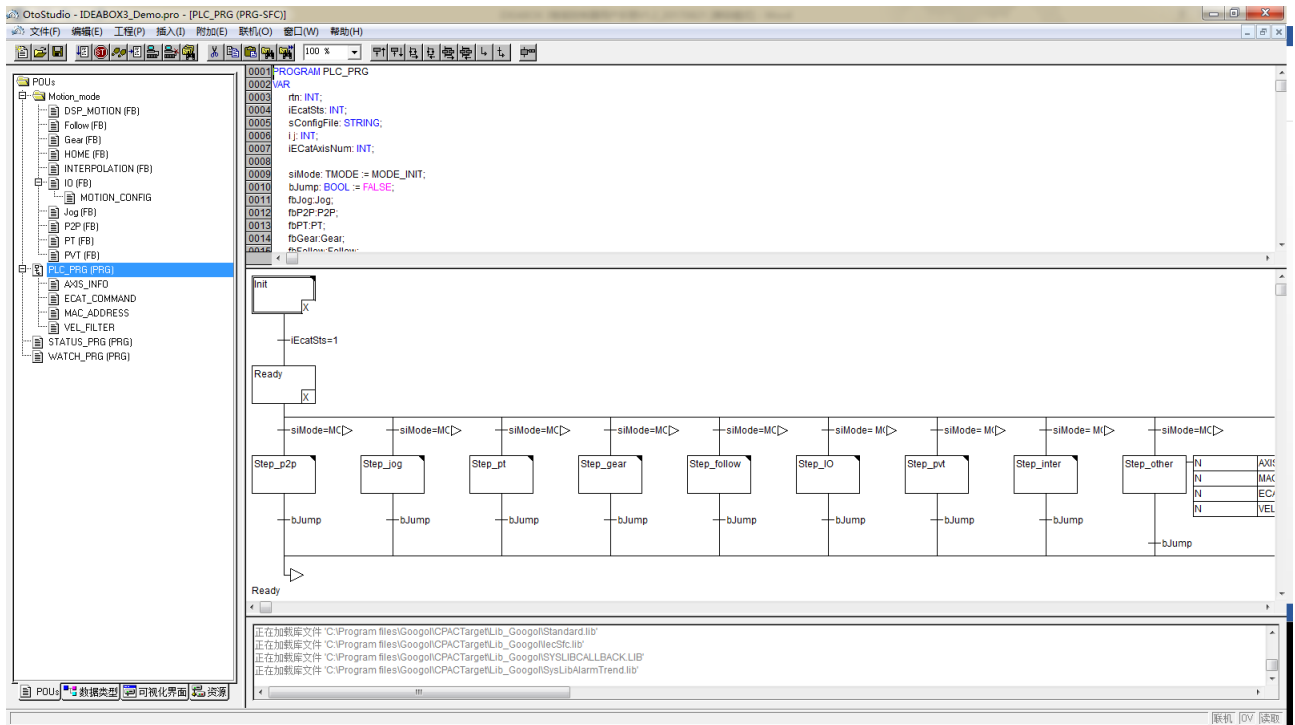 OtoStudio - IDEABOX3_Demo.pro - [PLC_PRG (PRG-SFC)]
文件(F) 编辑(E) 工程(P) 插入(I) 附加(E) 联机(O) 窗口(W) 帮助(H)
100 %
POUs
Motion_mode
DSP_MOTION (FB)
Follow (FB)
Gear (FB)
HOME (FB)
INTERPOLATION (FB)
IO (FB)
MOTION_CONFIG
Jog (FB)
P2P (FB)
PT (FB)
PVT (FB)
PLC_PRG (PRG)
AXIS_INFO
ECAT_COMMAND
MAC_ADDRESS
VEL_FILTER
STATUS_PRG (PRG)
WATCH_PRG (PRG)
POUs 数据类型 可视化界面 资源
0001 PROGRAM PLC_PRG
0002 VAR
0003 rtn: INT;
0004 iEcatSts: INT;
0005 sConfigFile: STRING;
0006 i j: INT;
0007 iECatAxisNum: INT;
0008
0009 siMode: TMODE := MODE_INIT;
0010 bJump: BOOL := FALSE;
0011 fbJog:Jog;
0012 fbP2P:P2P;
0013 fbPT:PT;
0014 fbGear:Gear;
0015 fbFollow:Follow;
Init
X
iEcatSts=1
Ready
X
siMode=MC siMode=MC siMode=MC siMode=MC siMode=MC siMode= M( siMode= M( siMode= M( siMode=MC
Step_p2p Step_jog Step_pt Step_gear Step_follow Step_IO Step_pvt Step_inter Step_other N AXIS
N MAC
N ECA
N VEL
bJump bJump bJump bJump bJump bJump bJump bJump
bJump
Ready
正在加载库文件 'C:\Program files\Googol\CPACTarget\Lib_Googol\Standard.lib'
正在加载库文件 'C:\Program files\Googol\CPACTarget\Lib_Googol\IecSfc.lib'
正在加载库文件 'C:\Program files\Googol\CPACTarget\Lib_Googol\SYSLIBCALLBACK.LIB'
正在加载库文件 'C:\Program files\Googol\CPACTarget\Lib_Googol\SysLibAlarmTrend.lib'
联机 OV 读取